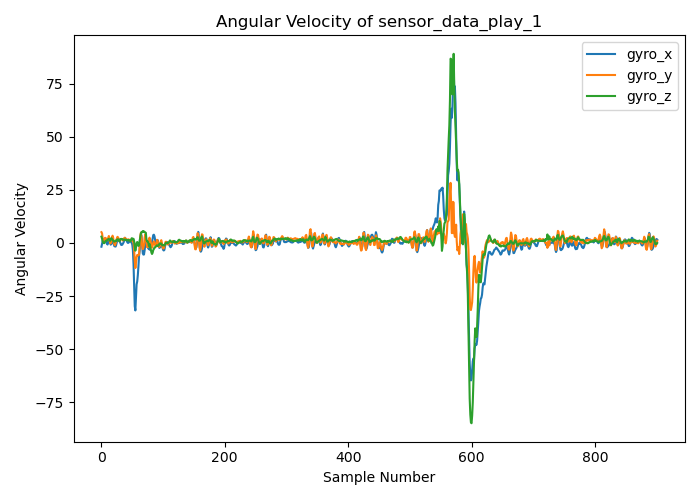 Angular Velocity of sensor_data_play_1
gyro_x
gyro_y
gyro_z
Angular Velocity
75
50
25
0
−25
−50
−75
0 200 400 600 800
Sample Number